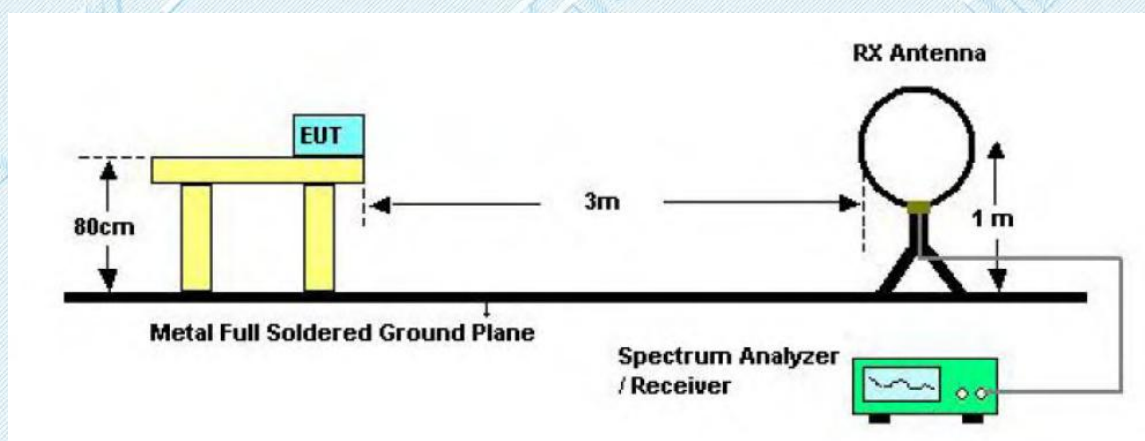 RX Antenna
EUT
3m
80cm
1 m
Metal Full Soldered Ground Plane
Spectrum Analyzer
/ Receiver